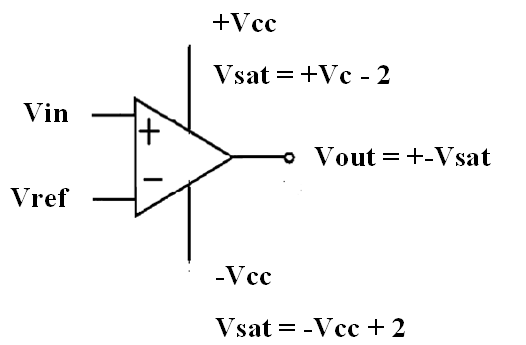 +Vcc
Vsat = +Vc - 2
Vin
+
Vout = +-Vsat
−
Vref
-Vcc
Vsat = -Vcc + 2